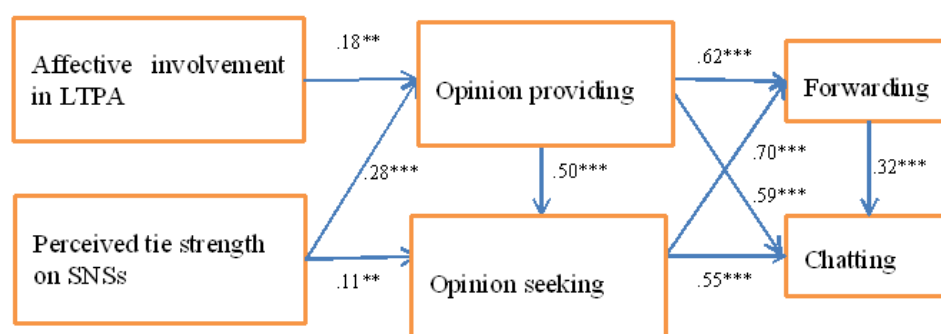 Affective involvement
in LTPA
.18**
Opinion providing
.62***
Forwarding
.28***
.50***
.70***
.59***
.32***
Perceived tie strength
on SNSs
.11**
Opinion seeking
.55***
Chatting